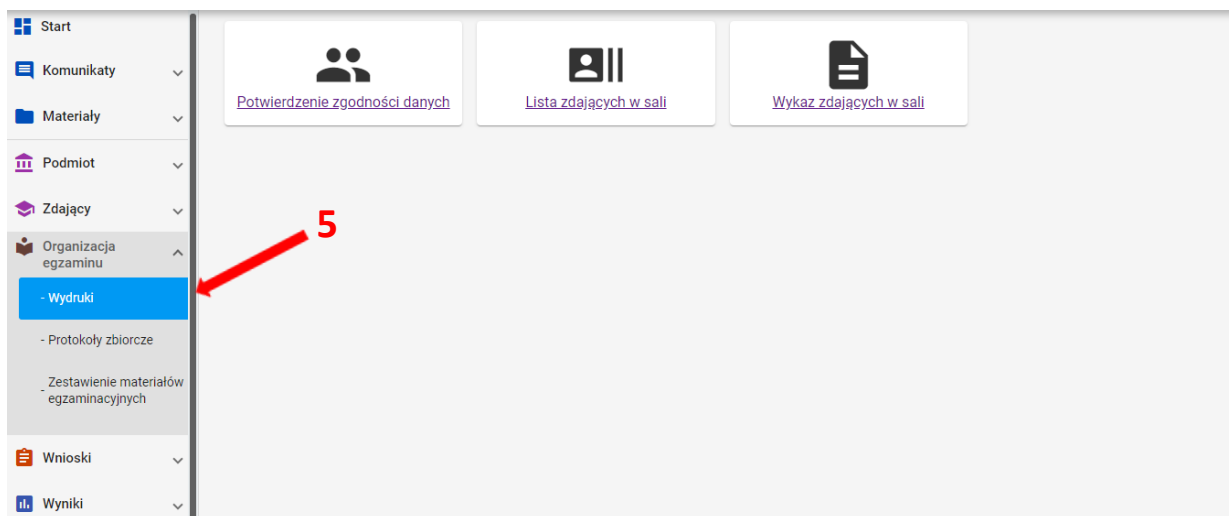 Start
Komunikaty
Materiały
Podmiot
Zdający
Organizacja
egzaminu
- Wydruki
- Protokoły zbiorcze
- Zestawienie materiałów
egzaminacyjnych
Wnioski
Wyniki
Potwierdzenie zgodności danych
Lista zdających w sali
Wykaz zdających w sali
5